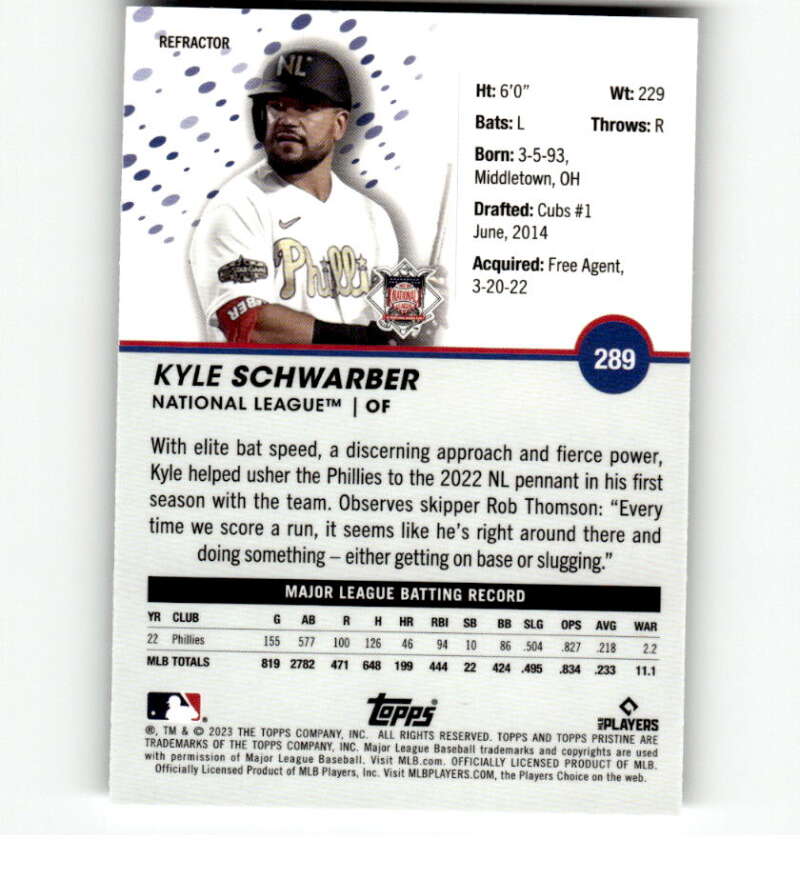 REFRACTOR
NL
Phillies
BER
Ht: 6'0" Wt: 229
Bats: L Throws: R
Born: 3-5-93,
Middletown, OH
Drafted: Cubs #1
June, 2014
Acquired: Free Agent,
3-20-22
NATIONAL
289
KYLE SCHWARBER
NATIONAL LEAGUE™ | OF
With elite bat speed, a discerning approach and fierce power,
Kyle helped usher the Phillies to the 2022 NL pennant in his first
season with the team. Observes skipper Rob Thomson: “Every
time we score a run, it seems like he's right around there and
doing something – either getting on base or slugging.”
MAJOR LEAGUE BATTING RECORD
YR CLUB G AB R H HR RBI SB BB SLG OPS AVG WAR
22 Phillies 155 577 100 126 46 94 10 86 .504 .827 .218 2.2
MLB TOTALS 819 2782 471 648 199 444 22 424 .495 .834 .233 11.1
Topps
MLBPLAYERS
®, TM & © 2023 THE TOPPS COMPANY, INC. ALL RIGHTS RESERVED. TOPPS AND TOPPS PRISTINE ARE
TRADEMARKS OF THE TOPPS COMPANY, INC. Major League Baseball trademarks and copyrights are used
with permission of Major League Baseball. Visit MLB.com. OFFICIALLY LICENSED PRODUCT OF MLB.
Officially Licensed Product of MLB Players, Inc. Visit MLBPLAYERS.COM, the Players Choice on the web.